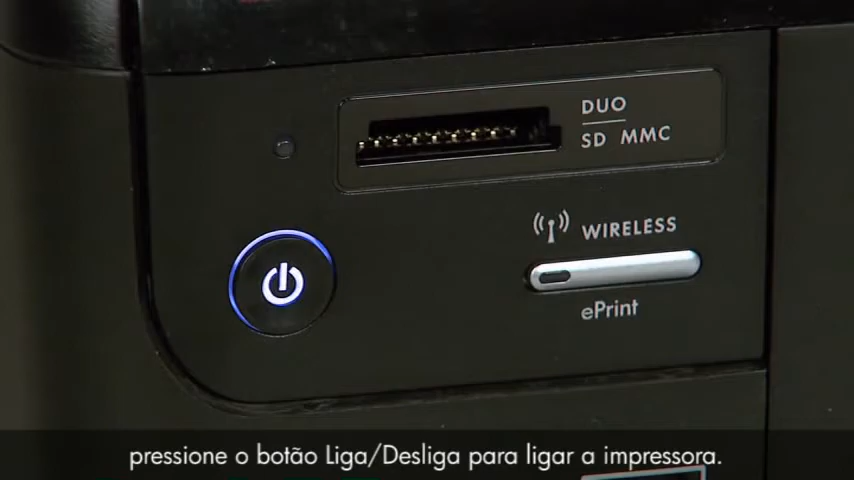 DUO
SD MMC
WIRELESS
ePrint
pressione o botão Liga/Desliga para ligar a impressora.